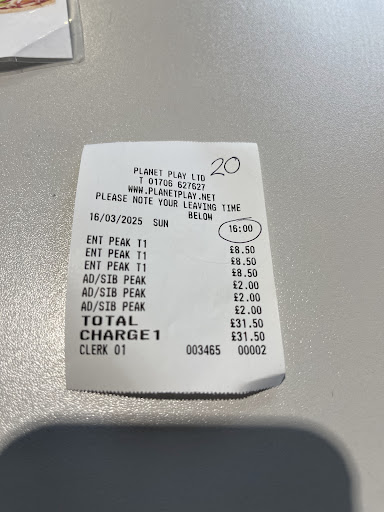 20
PLANET PLAY LTD
T 01706 627627
WWW.PLANETPLAY.NET
PLEASE NOTE YOUR LEAVING TIME
BELOW
16/03/2025 SUN 16:00
ENT PEAK T1 £8.50
ENT PEAK T1 £8.50
ENT PEAK T1 £8.50
AD/SIB PEAK £2.00
AD/SIB PEAK £2.00
AD/SIB PEAK £2.00
TOTAL £31.50
CHARGE1 £31.50
CLERK 01 003465 00002